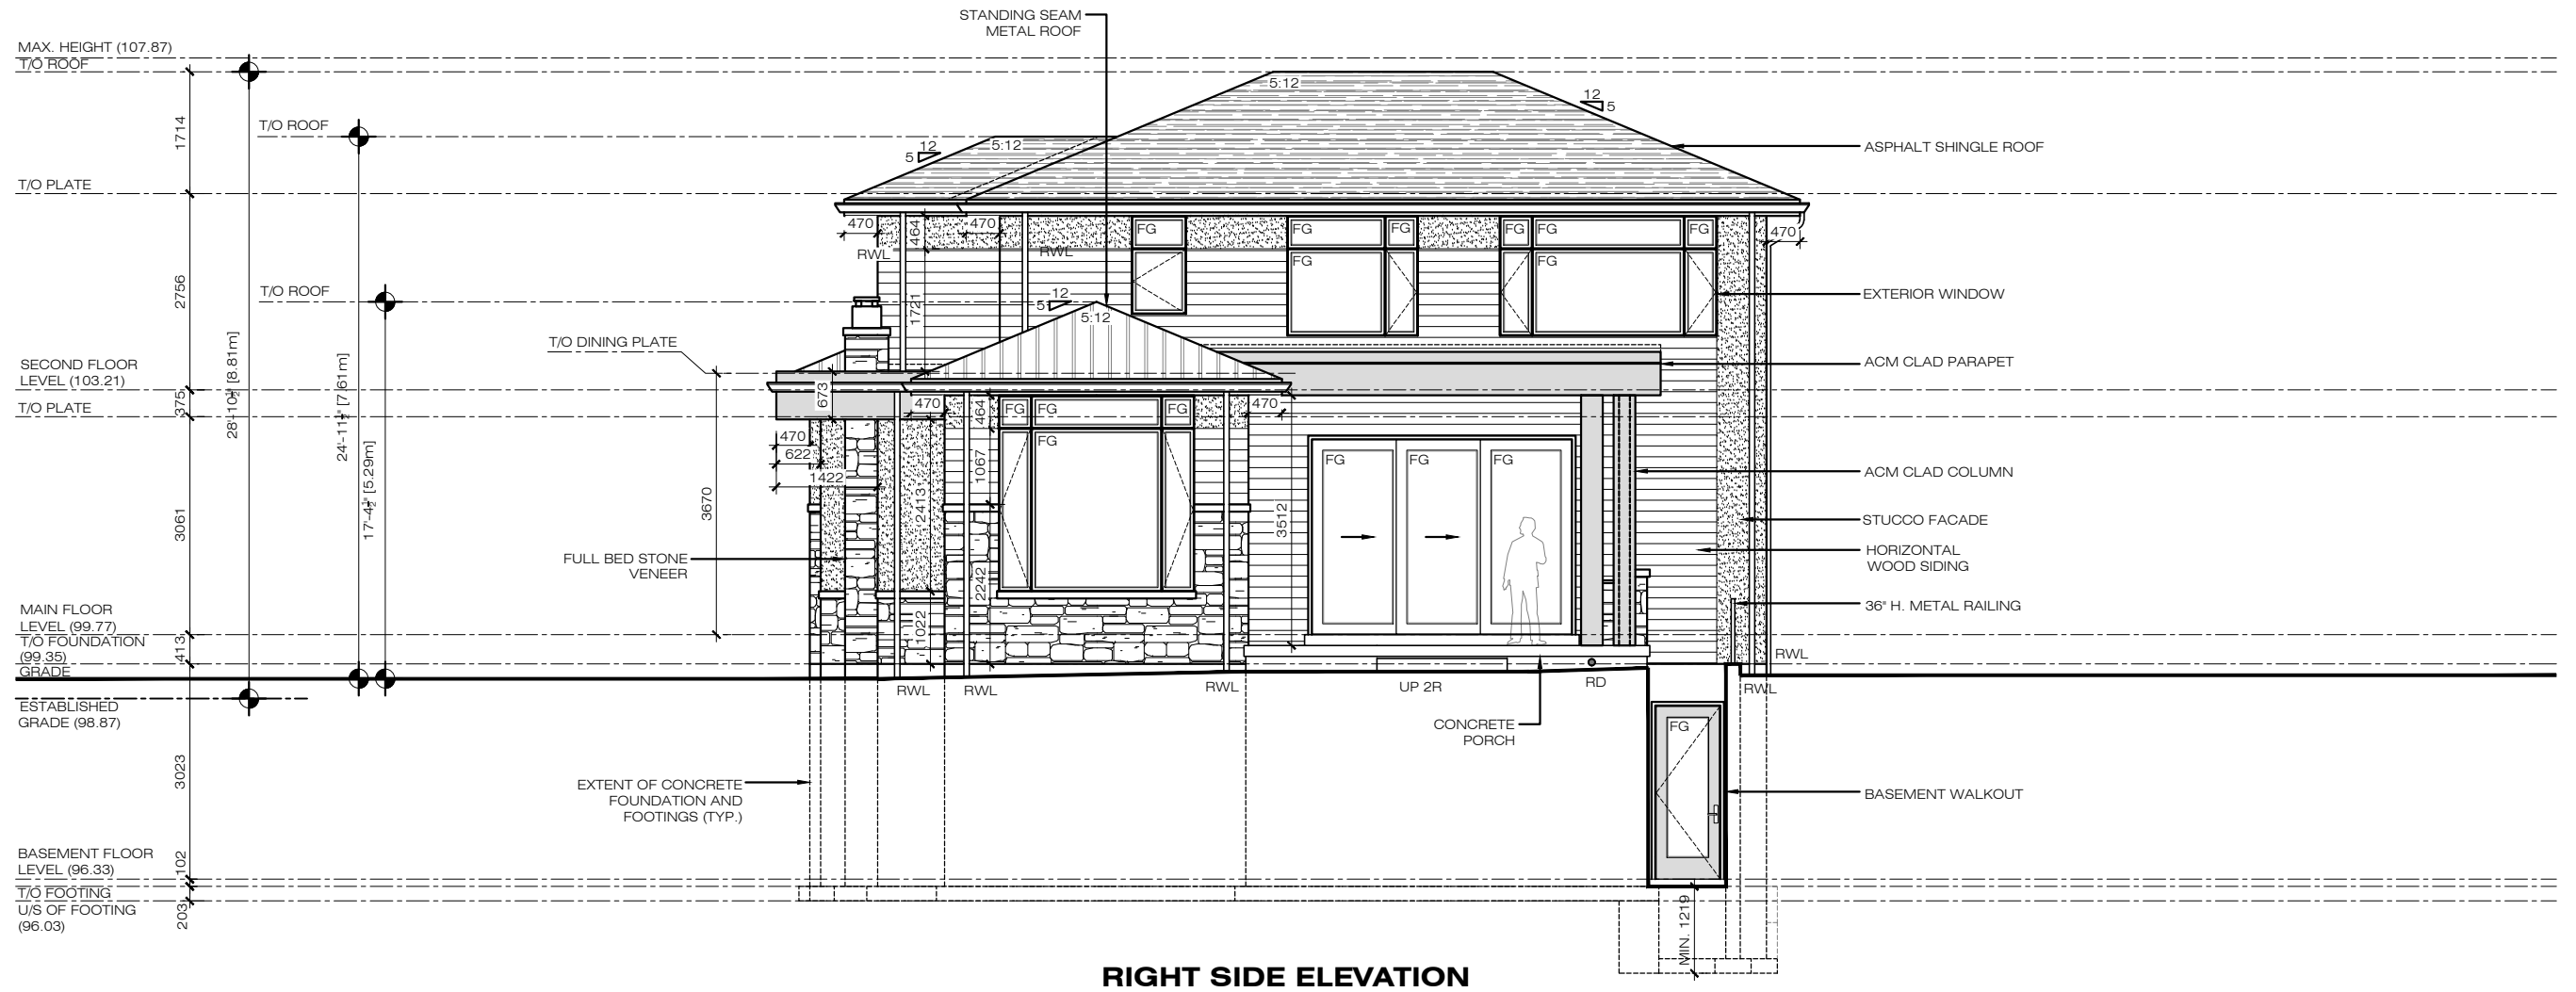 STANDING SEAM
METAL ROOF
MAX. HEIGHT (107.87)
T/O ROOF
1714
T/O ROOF
T/O PLATE
2756
T/O ROOF
28'-10½" [8.81m]
24'-11½" [7.61m]
17'-4½" [5.29m]
SECOND FLOOR
LEVEL (103.21)
375
T/O PLATE
3061
MAIN FLOOR
LEVEL (99.77)
T/O FOUNDATION
(99.35)
413
GRADE
ESTABLISHED
GRADE (98.87)
3023
BASEMENT FLOOR
LEVEL (96.33)
102
T/O FOOTING
U/S OF FOOTING
(96.03)
203
T/O DINING PLATE
3670
FULL BED STONE
VENEER
EXTENT OF CONCRETE
FOUNDATION AND
FOOTINGS (TYP.)
5:12
12
5
12
5
5:12
12
5
5:12
470
464
470
RWL
RWL
1721
FG
FG
FG
FG
FG
FG
FG
FG
470
673
470
464
470
FG
FG
FG
FG
470
622
1422
2413
1067
2242
1022
3512
FG
FG
FG
ASPHALT SHINGLE ROOF
EXTERIOR WINDOW
ACM CLAD PARAPET
ACM CLAD COLUMN
STUCCO FACADE
HORIZONTAL
WOOD SIDING
36" H. METAL RAILING
RWL
RWL
RWL
RWL
UP 2R
RD
RWL
CONCRETE
PORCH
FG
BASEMENT WALKOUT
MIN. 1219
RIGHT SIDE ELEVATION